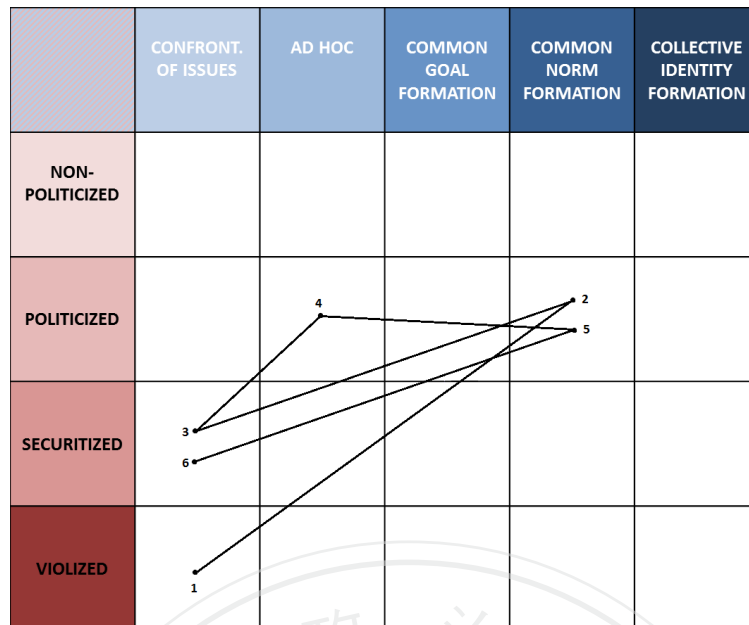 CONFRONT.
OF ISSUES
AD HOC
COMMON
GOAL
FORMATION
COMMON
NORM
FORMATION
COLLECTIVE
IDENTITY
FORMATION
NON-
POLITICIZED
POLITICIZED
4
2
5
SECURITIZED
3
6
VIOLIZED
1
政